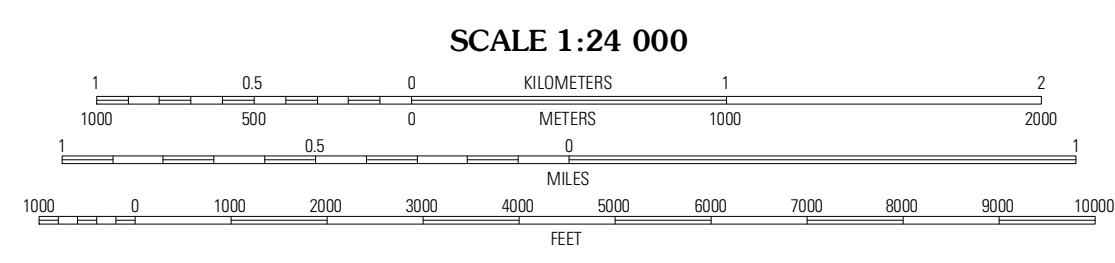 SCALE 1:24 000
1 0.5 0 KILOMETERS 1 2
1000 500 0 METERS 1000 2000
1 0.5 0 1
MILES
1000 0 1000 2000 3000 4000 5000 6000 7000 8000 9000 10000
FEET